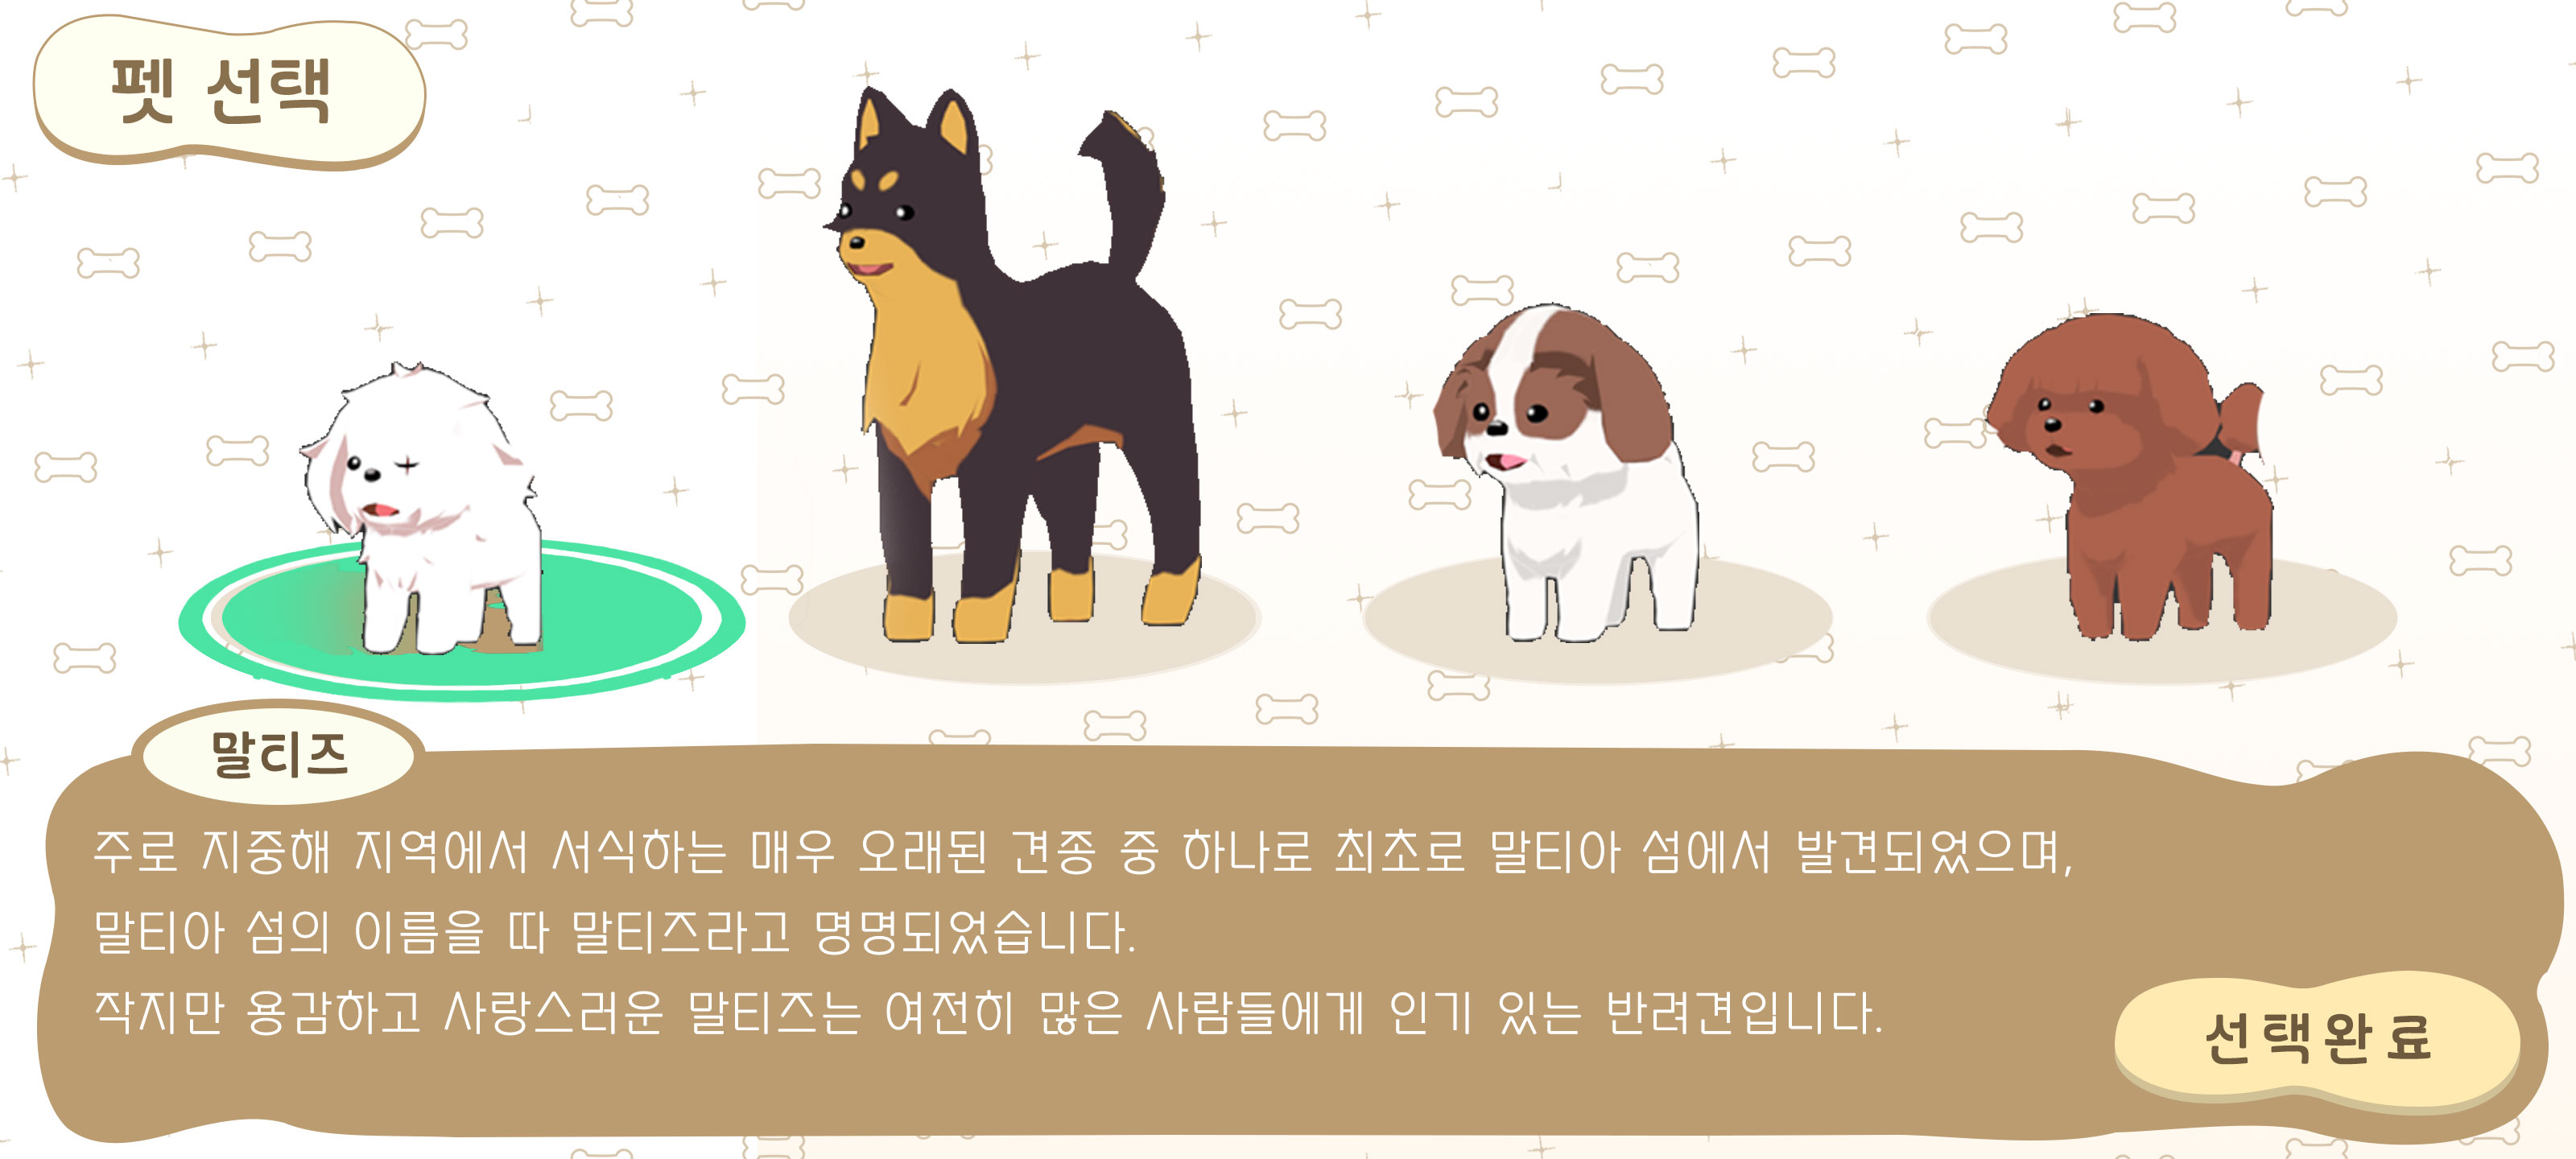 펫 선택
말티즈
주로 지중해 지역에서 서식하는 매우 오래된 견종 중 하나로 최초로 말티아 섬에서 발견되었으며,
말티아 섬의 이름을 따 말티즈라고 명명되었습니다.
작지만 용감하고 사랑스러운 말티즈는 여전히 많은 사람들에게 인기 있는 반려견입니다.
선택완료